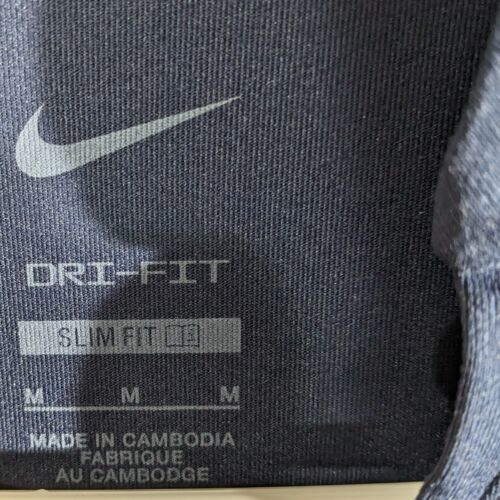 DRI-FIT
SLIM FIT
M M M
MADE IN CAMBODIA
FABRIQUE
AU CAMBODGE